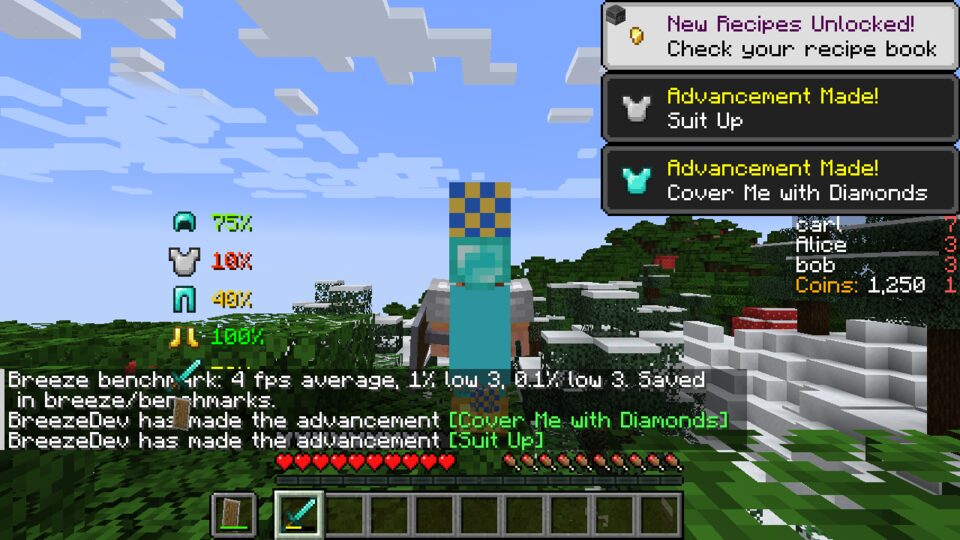 New Recipes Unlocked!
Check your recipe book
Advancement Made!
Suit Up
Advancement Made!
Cover Me with Diamonds
carl 7
Alice 3
bob 3
Coins: 1,250 1
75%
10%
40%
100%
Breeze benchmark: 4 fps average, 1% low 3, 0.1% low 3. Saved
in breeze/benchmarks.
BreezeDev has made the advancement [Cover Me with Diamonds]
BreezeDev has made the advancement [Suit Up]